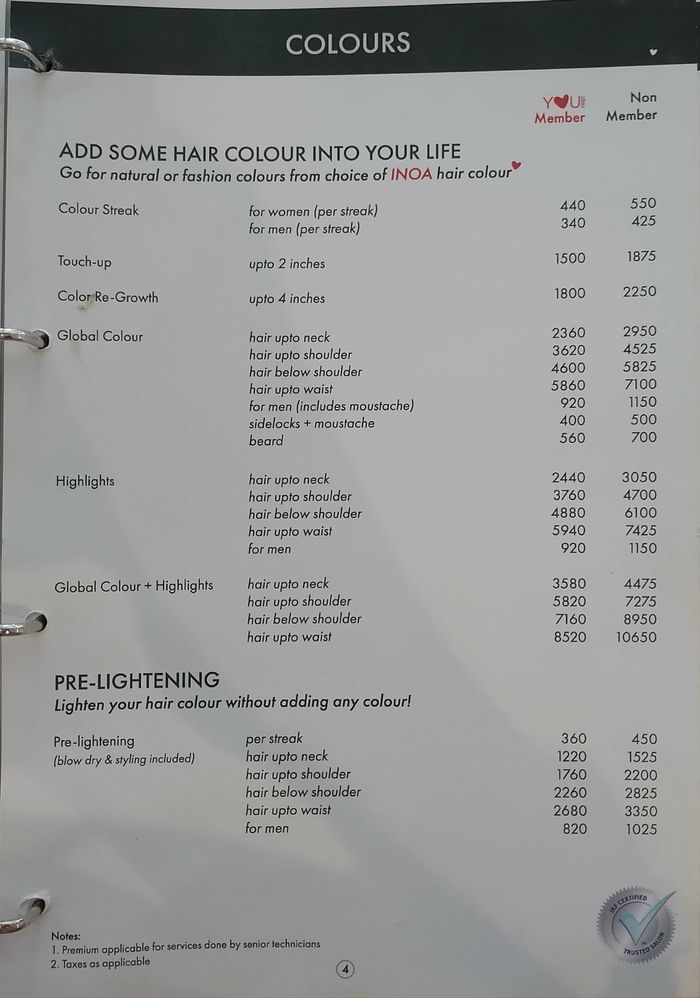 COLOURS
Y♥U Member Non Member
ADD SOME HAIR COLOUR INTO YOUR LIFE
Go for natural or fashion colours from choice of INOA hair colour
Colour Streak for women (per streak) 440 550
for men (per streak) 340 425
Touch-up upto 2 inches 1500 1875
Color Re-Growth upto 4 inches 1800 2250
Global Colour hair upto neck 2360 2950
hair upto shoulder 3620 4525
hair below shoulder 4600 5825
hair upto waist 5860 7100
for men (includes moustache) 920 1150
sidelocks + moustache 400 500
beard 560 700
Highlights hair upto neck 2440 3050
hair upto shoulder 3760 4700
hair below shoulder 4880 6100
hair upto waist 5940 7425
for men 920 1150
Global Colour + Highlights hair upto neck 3580 4475
hair upto shoulder 5820 7275
hair below shoulder 7160 8950
hair upto waist 8520 10650
PRE-LIGHTENING
Lighten your hair colour without adding any colour!
Pre-lightening per streak 360 450
(blow dry & styling included) hair upto neck 1220 1525
hair upto shoulder 1760 2200
hair below shoulder 2260 2825
hair upto waist 2680 3350
for men 820 1025
Notes:
1. Premium applicable for services done by senior technicians
2. Taxes as applicable
4
CERTIFIED
TRUSTED SALON